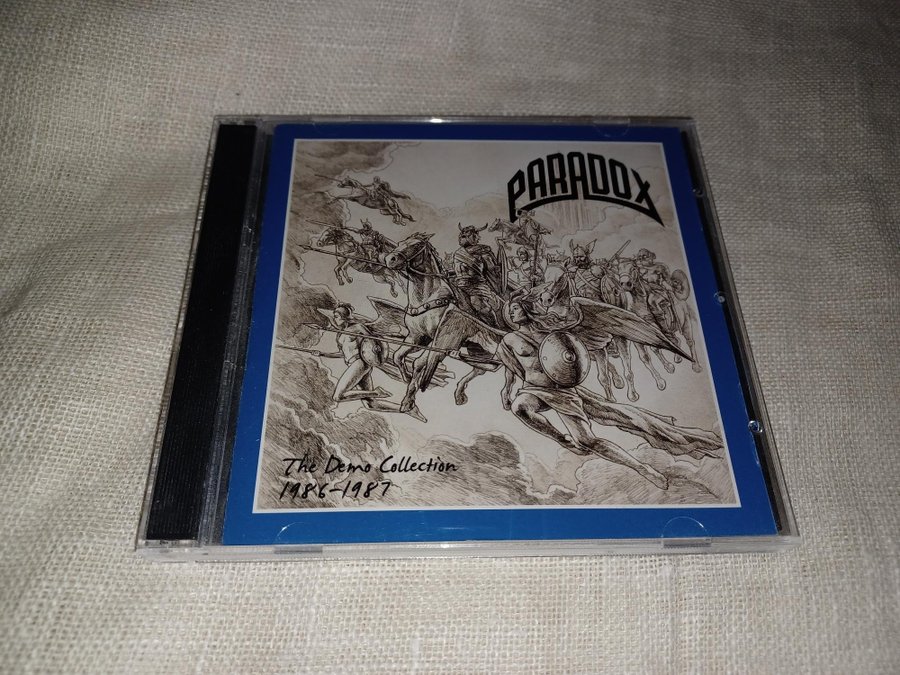 PARADOX
The Demo Collection
1986-1987